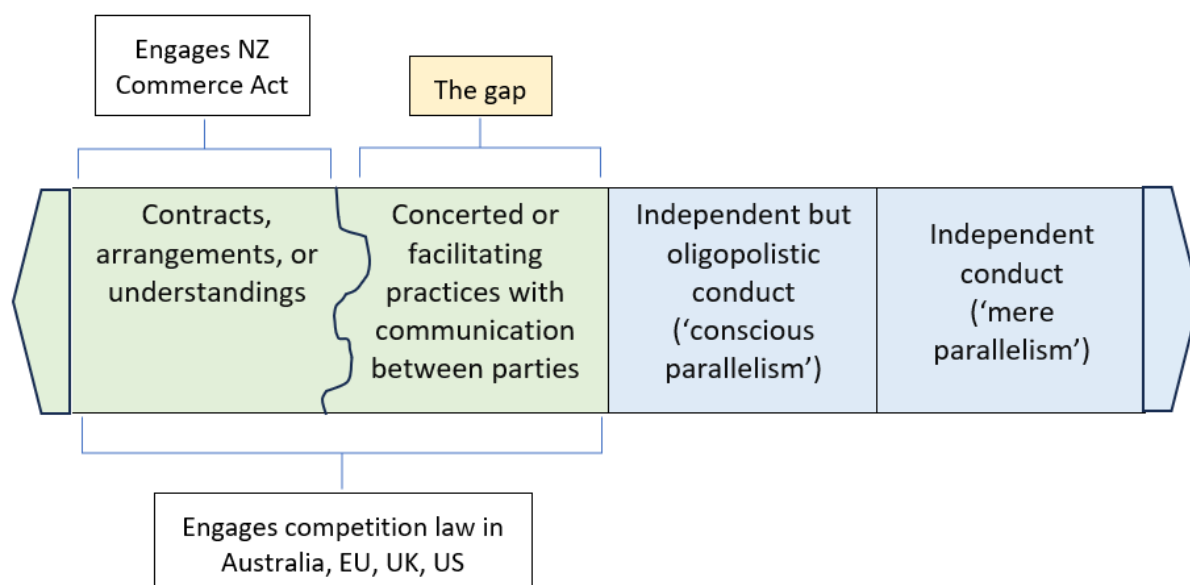 Engages NZ
Commerce Act
The gap
Contracts,
arrangements, or
understandings
Concerted or
facilitating
practices with
communication
between parties
Independent but
oligopolistic
conduct
(‘conscious
parallelism’)
Independent
conduct
(‘mere
parallelism’)
Engages competition law in
Australia, EU, UK, US